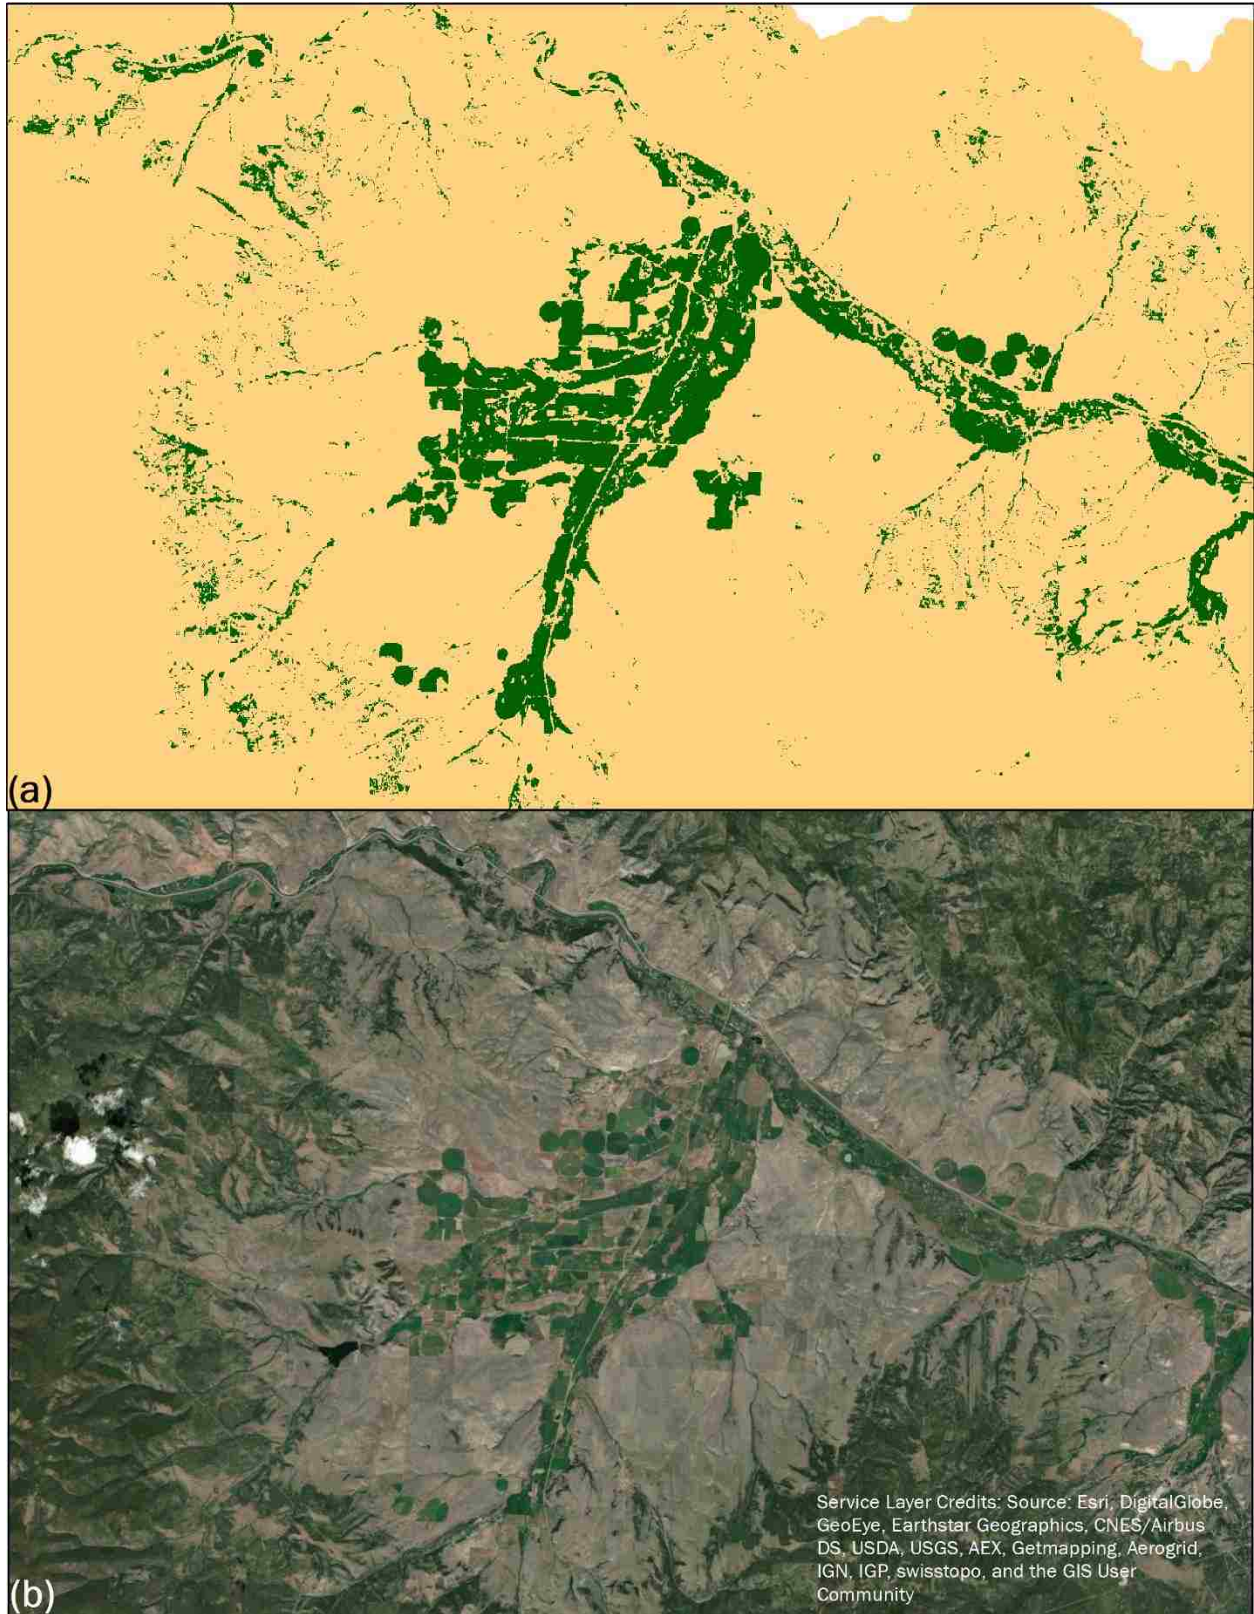 (a)
Service Layer Credits: Source: Esri, DigitalGlobe,
GeoEye, Earthstar Geographics, CNES/Airbus
DS, USDA, USGS, AEX, Getmapping, Aerogrid,
IGN, IGP, swisstopo, and the GIS User
Community
(b)